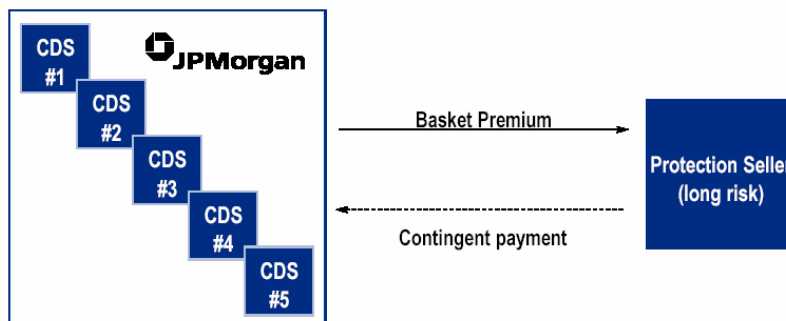 CDS
#1
JPMorgan
CDS
#2
CDS
#3
CDS
#4
CDS
#5
Basket Premium
Contingent payment
Protection Seller
(long risk)